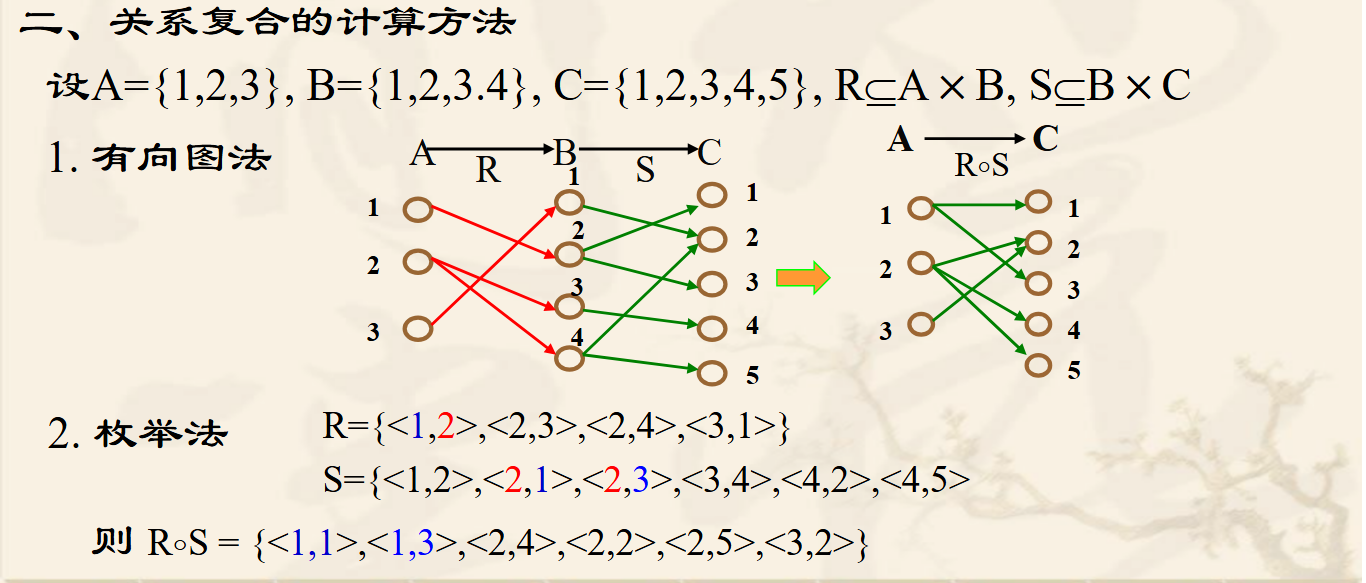 二、关系复合的计算方法
设A={1,2,3}, B={1,2,3.4}, C={1,2,3,4,5}, R⊆A×B, S⊆B×C
1. 有向图法
A B C
R S
1 2 3
1 2 3 4
1 2 3 4 5
A C
R∘S
1 2 3
1 2 3 4 5
2. 枚举法
R={<1,2>,<2,3>,<2,4>,<3,1>}
S={<1,2>,<2,1>,<2,3>,<3,4>,<4,2>,<4,5>
则 R∘S = {<1,1>,<1,3>,<2,4>,<2,2>,<2,5>,<3,2>}